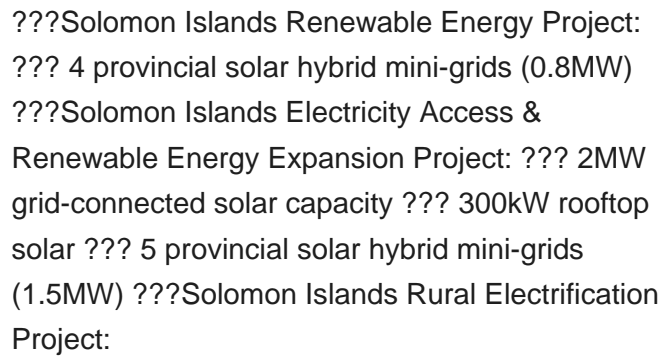 ???Solomon Islands Renewable Energy Project:
??? 4 provincial solar hybrid mini-grids (0.8MW)
???Solomon Islands Electricity Access &
Renewable Energy Expansion Project: ??? 2MW
grid-connected solar capacity ??? 300kW rooftop
solar ??? 5 provincial solar hybrid mini-grids
(1.5MW) ???Solomon Islands Rural Electrification
Project: